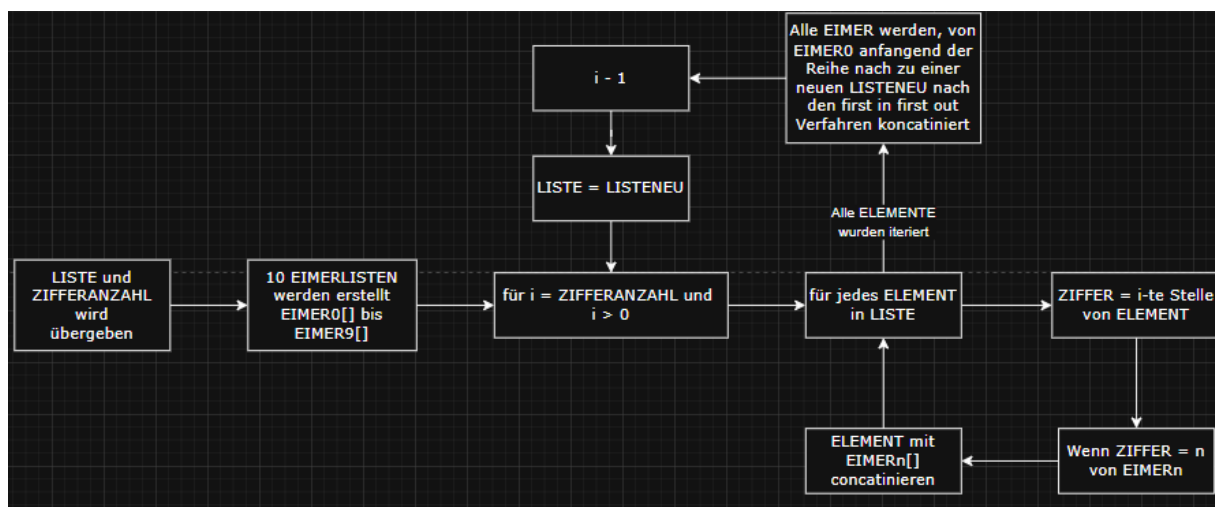 Alle EIMER werden, von
EIMER0 anfangend der
Reihe nach zu einer
neuen LISTENEU nach
den first in first out
Verfahren koncatiniert
i - 1
LISTE = LISTENEU
Alle ELEMENTE
wurden iteriert
LISTE und
ZIFFERANZAHL
wird
übergeben
10 EIMERLISTEN
werden erstellt
EIMER0[] bis
EIMER9[]
für i = ZIFFERANZAHL und
i > 0
für jedes ELEMENT
in LISTE
ZIFFER = i-te Stelle
von ELEMENT
ELEMENT mit
EIMERn[]
concatinieren
Wenn ZIFFER = n
von EIMERn